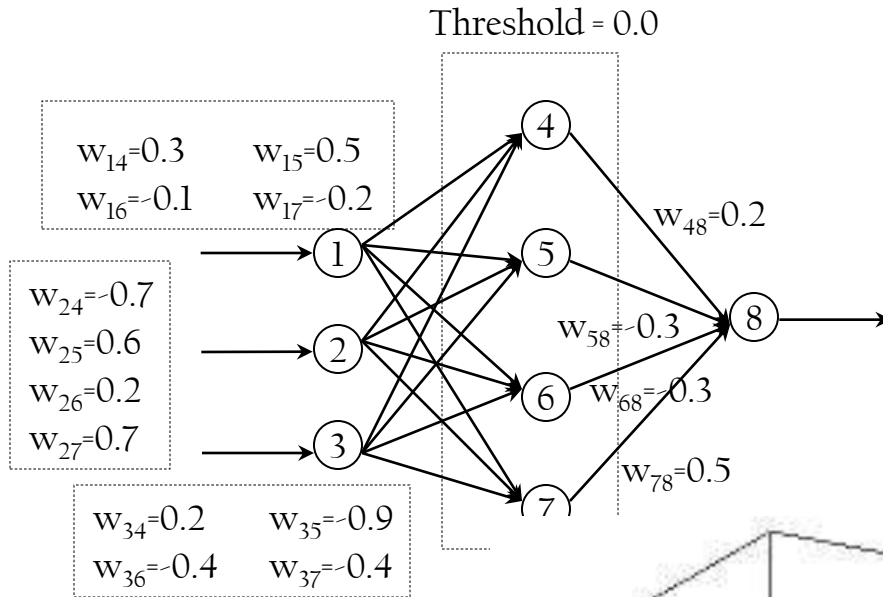 Threshold = 0.0
4
w14=0.3 w15=0.5
w16=-0.1 w17=-0.2
w48=0.2
1
5
w24=-0.7
w25=0.6
w26=0.2
w27=0.7
8
w58=-0.3
2
6
w68=-0.3
3
w78=0.5
7
w34=0.2 w35=-0.9
w36=-0.4 w37=-0.4